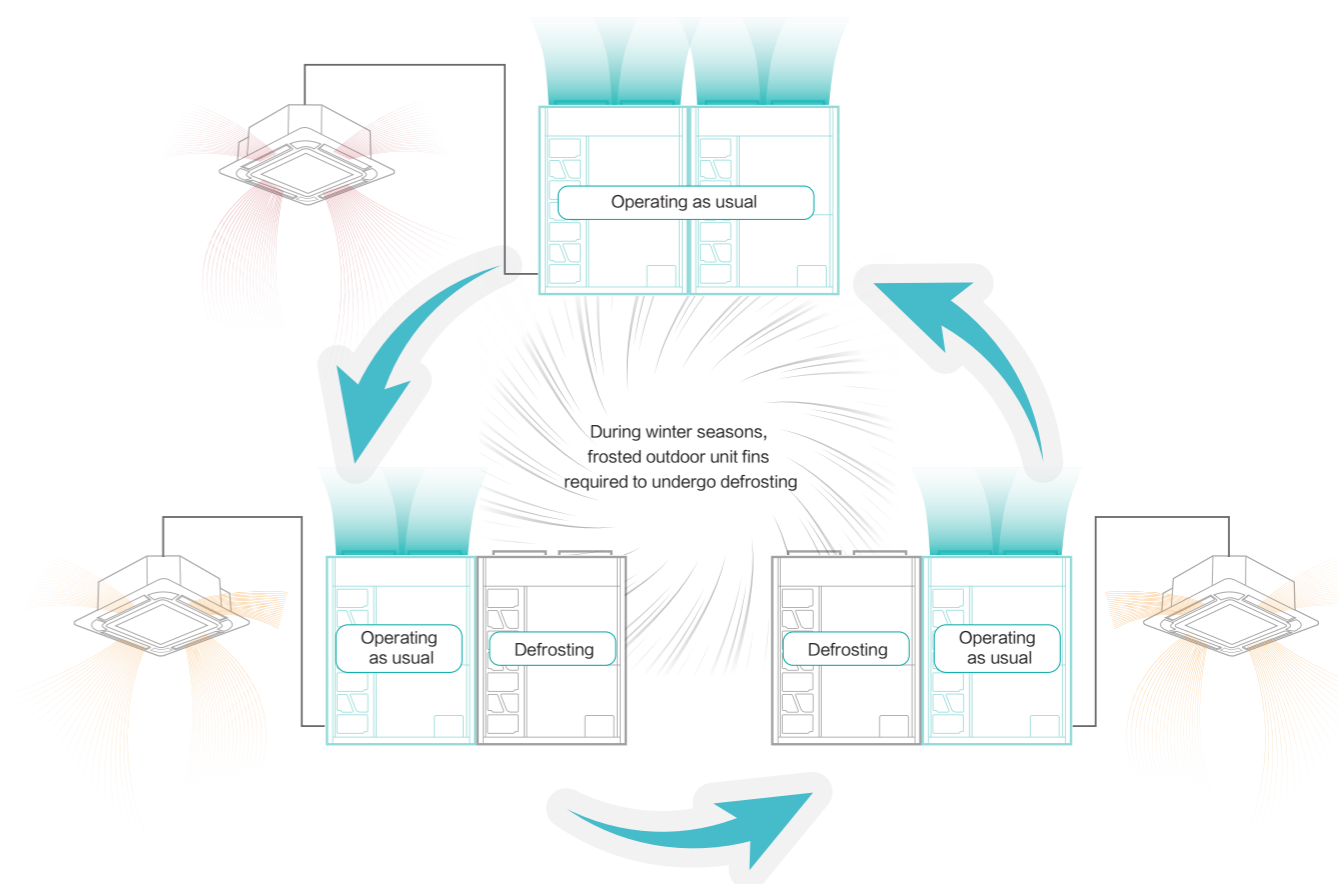 Operating as usual
During winter seasons,
frosted outdoor unit fins
required to undergo defrosting
Operating
as usual
Defrosting
Defrosting
Operating
as usual